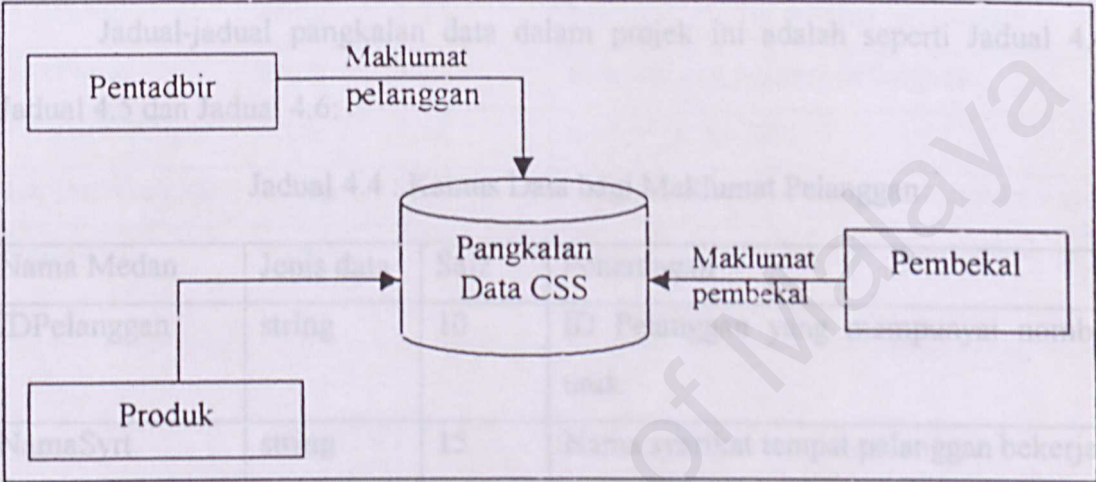 Jadual-jadual pangkalan data dalam projek ini adalah seperti Jadual 4.
Maklumat
pelanggan
Pentadbir
Jadual 4.5 dan Jadual 4.6:
Jadual 4.4 : Kamus Data bagi Maklumat Pelanggan
Pangkalan
Data CSS
Maklumat
pembekal
Pembekal
Nama Medan Jenis data Saiz
IDPelanggan string 10 ID Pelanggan yang mempunyai
unik
Produk
NamaSyrt string 15 Nama syarikat tempat pelanggan bekerja
of Malaya